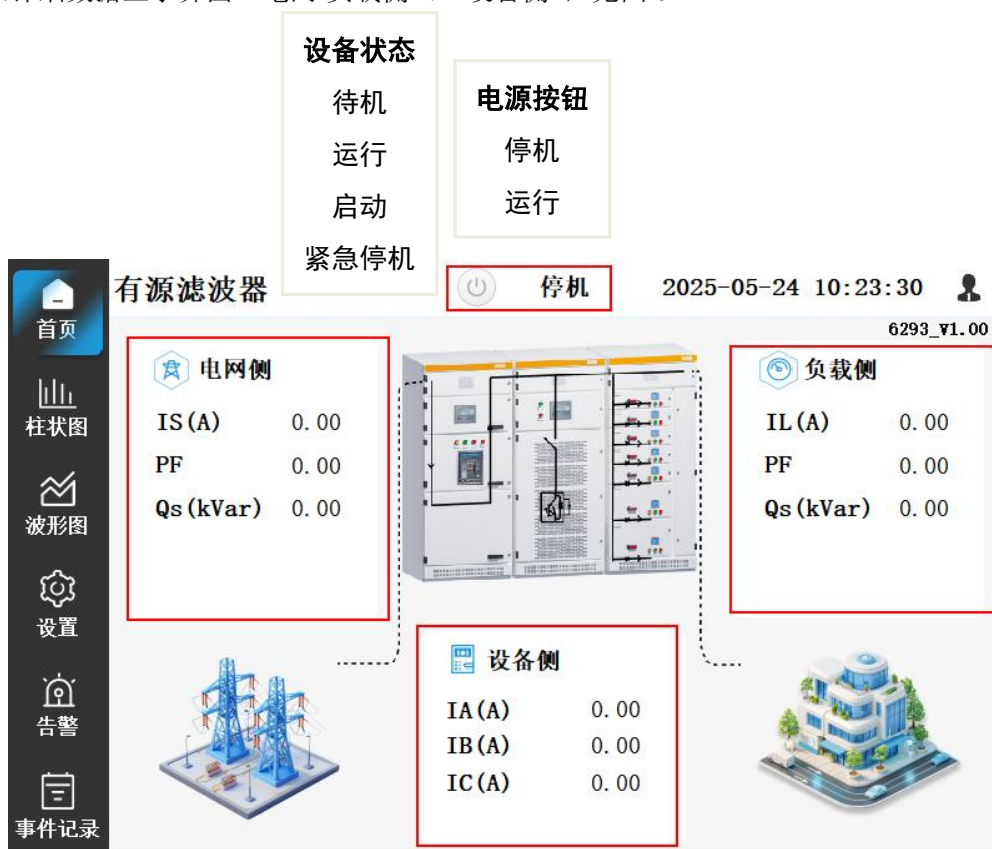 设备状态
待机
运行
启动
紧急停机
电源按钮
停机
运行
有源滤波器
停机
2025-05-24 10:23:30
6293_V1.00
首页
柱状图
波形图
设置
告警
事件记录
电网侧
IS(A) 0.00
PF 0.00
Qs(kVar) 0.00
负载侧
IL(A) 0.00
PF 0.00
Qs(kVar) 0.00
设备侧
IA(A) 0.00
IB(A) 0.00
IC(A) 0.00